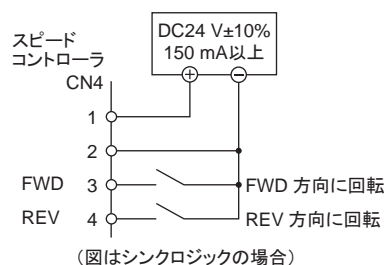 DC24 V±10%
150 mA以上
スピード
コントローラ
CN4
1
2
FWD 3 FWD 方向に回転
REV 4 REV 方向に回転
(図はシンクロジックの場合)